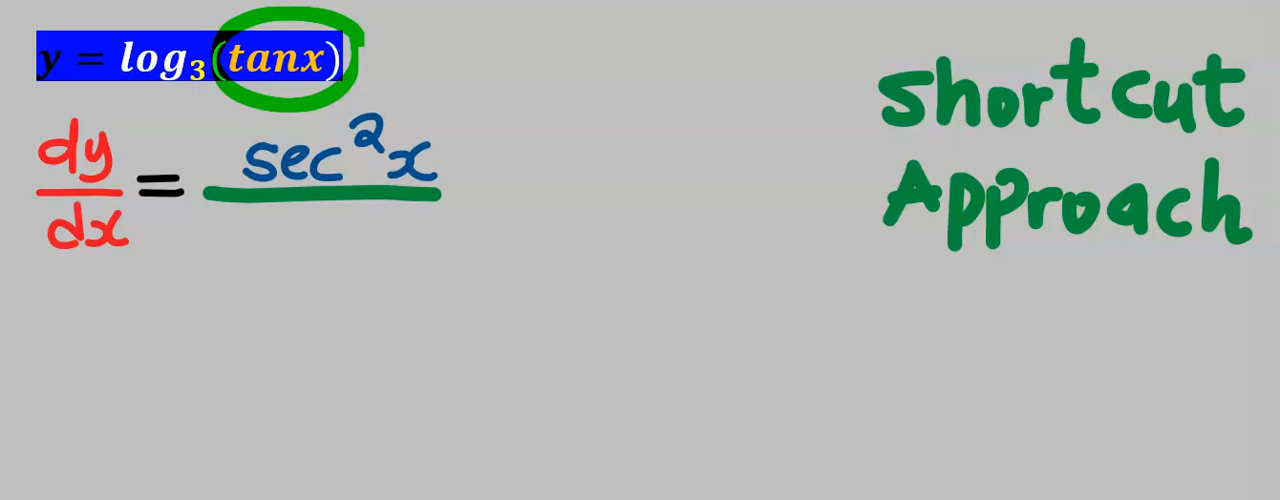 y = log₃(tanx)
dy/dx = sec²x
Shortcut
Approach